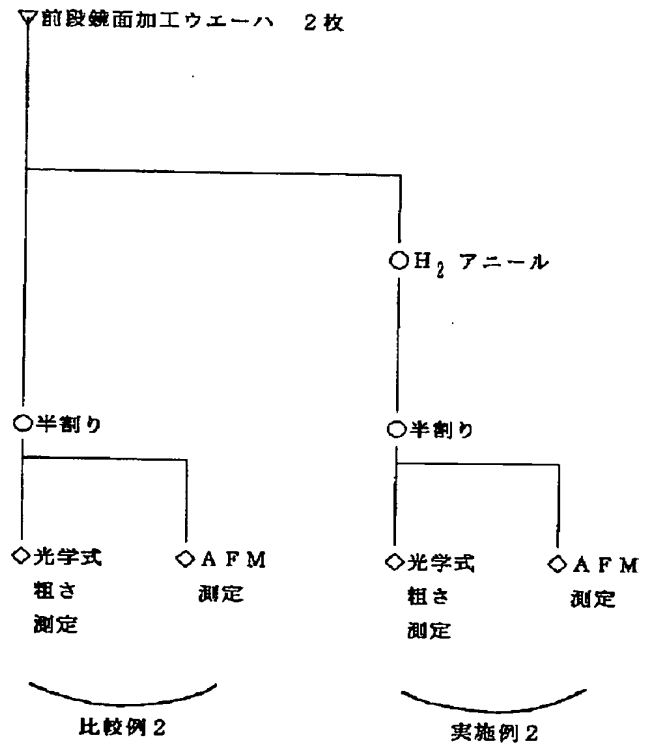 前段鏡面加工ウエーハ 2枚
H₂ アニール
半割り
半割り
光学式
粗さ
測定
AFM
測定
光学式
粗さ
測定
AFM
測定
比較例2
実施例2